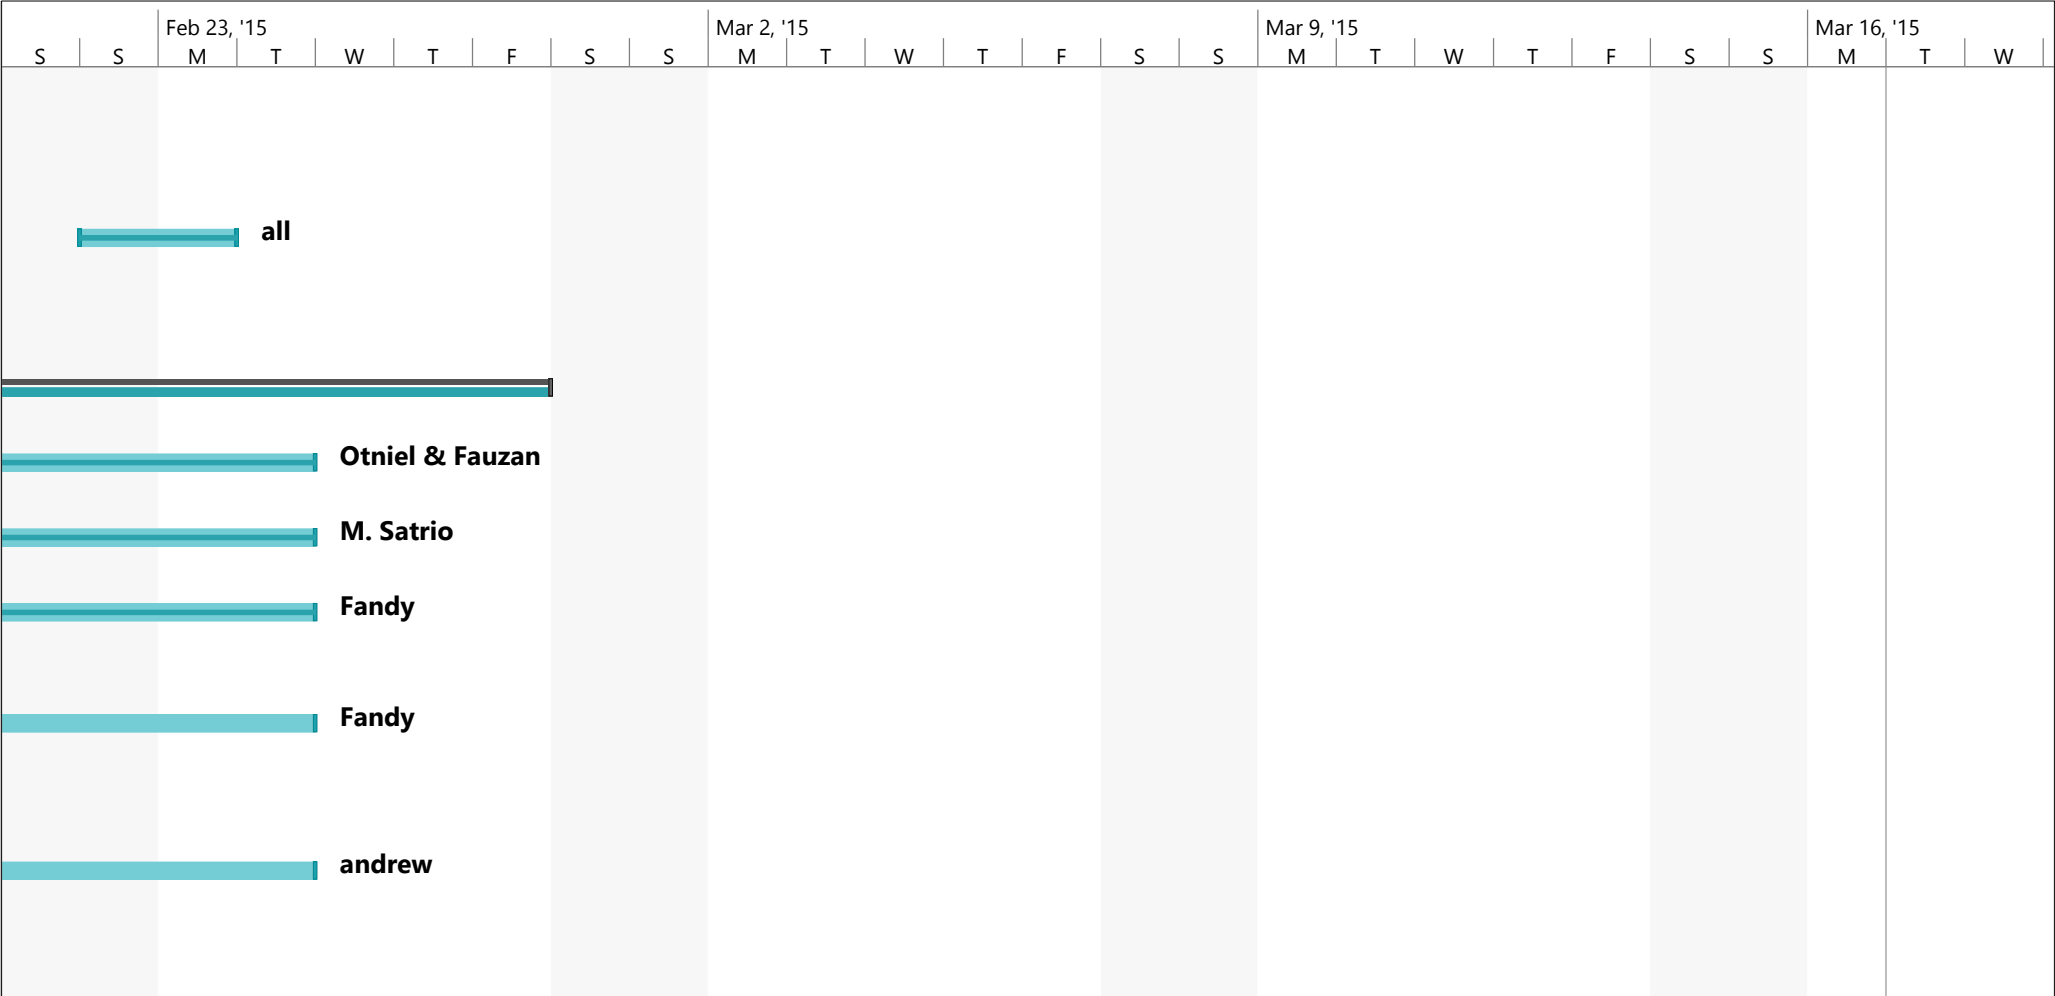 Feb 23, '15 Mar 2, '15 Mar 9, '15 Mar 16, '15
S S M T W T F S S M T W T F S S M T W T F S S M T W
all
Otniel & Fauzan
M. Satrio
Fandy
Fandy
andrew